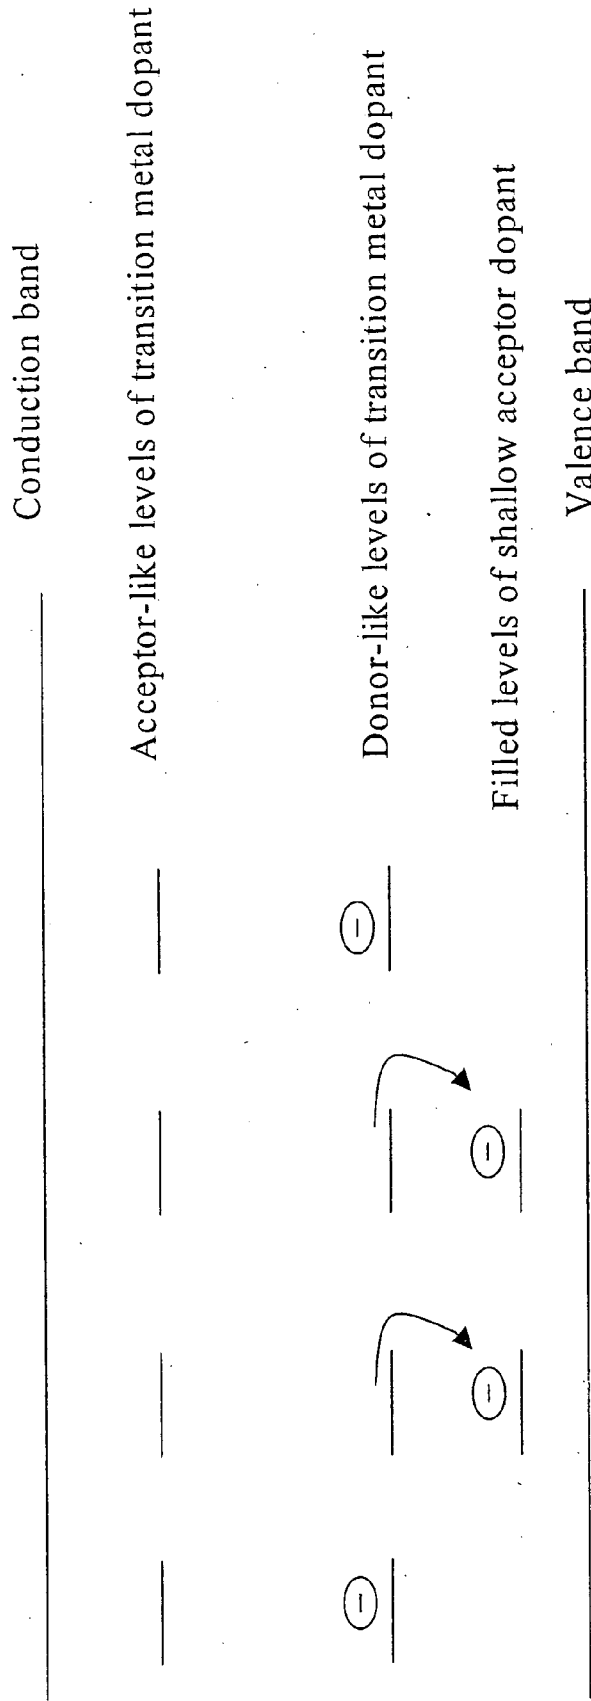 Conduction band
Acceptor-like levels of transition metal dopant
Donor-like levels of transition metal dopant
Filled levels of shallow acceptor dopant
Valence band